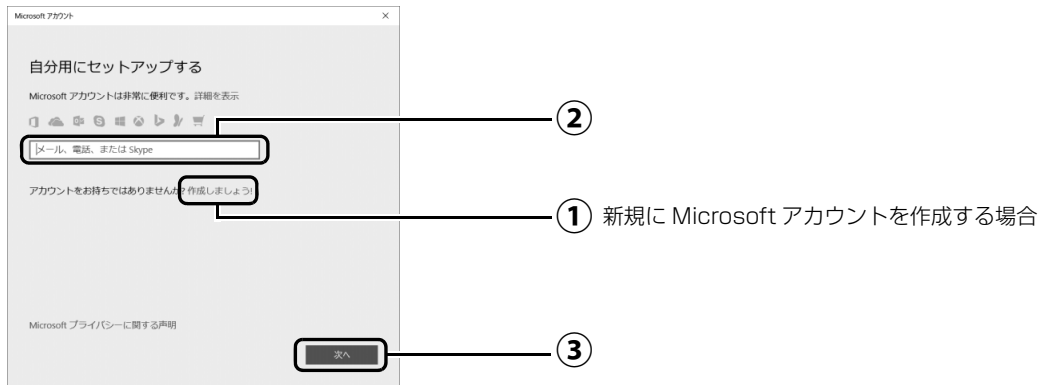 Microsoft アカウント
自分用にセットアップする
Microsoft アカウントは非常に便利です。詳細を表示
②
メール、電話、または Skype
アカウントをお持ちではありませんか? 作成しましょう!
① 新規に Microsoft アカウントを作成する場合
Microsoft プライバシーに関する声明
次へ
③